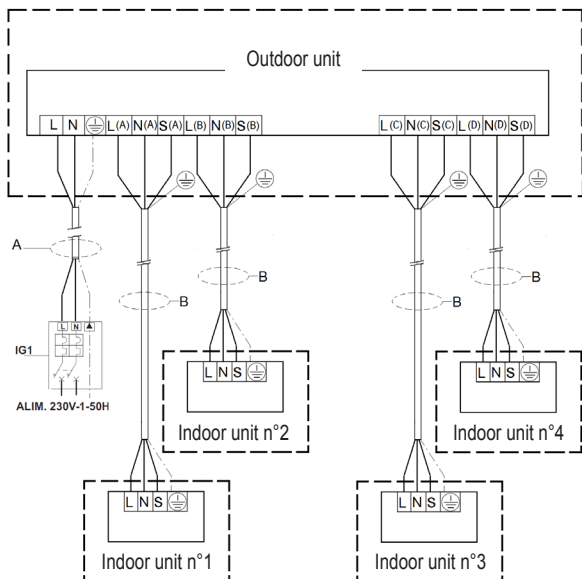 Outdoor unit
L N L(A) N(A) S(A) L(B) N(B) S(B) L(C) N(C) S(C) L(D) N(D) S(D)
A
B
B
B
B
L N
IG1
ALIM. 230V-1-50H
L N S
Indoor unit n°2
L N S
Indoor unit n°4
L N S
Indoor unit n°1
L N S
Indoor unit n°3